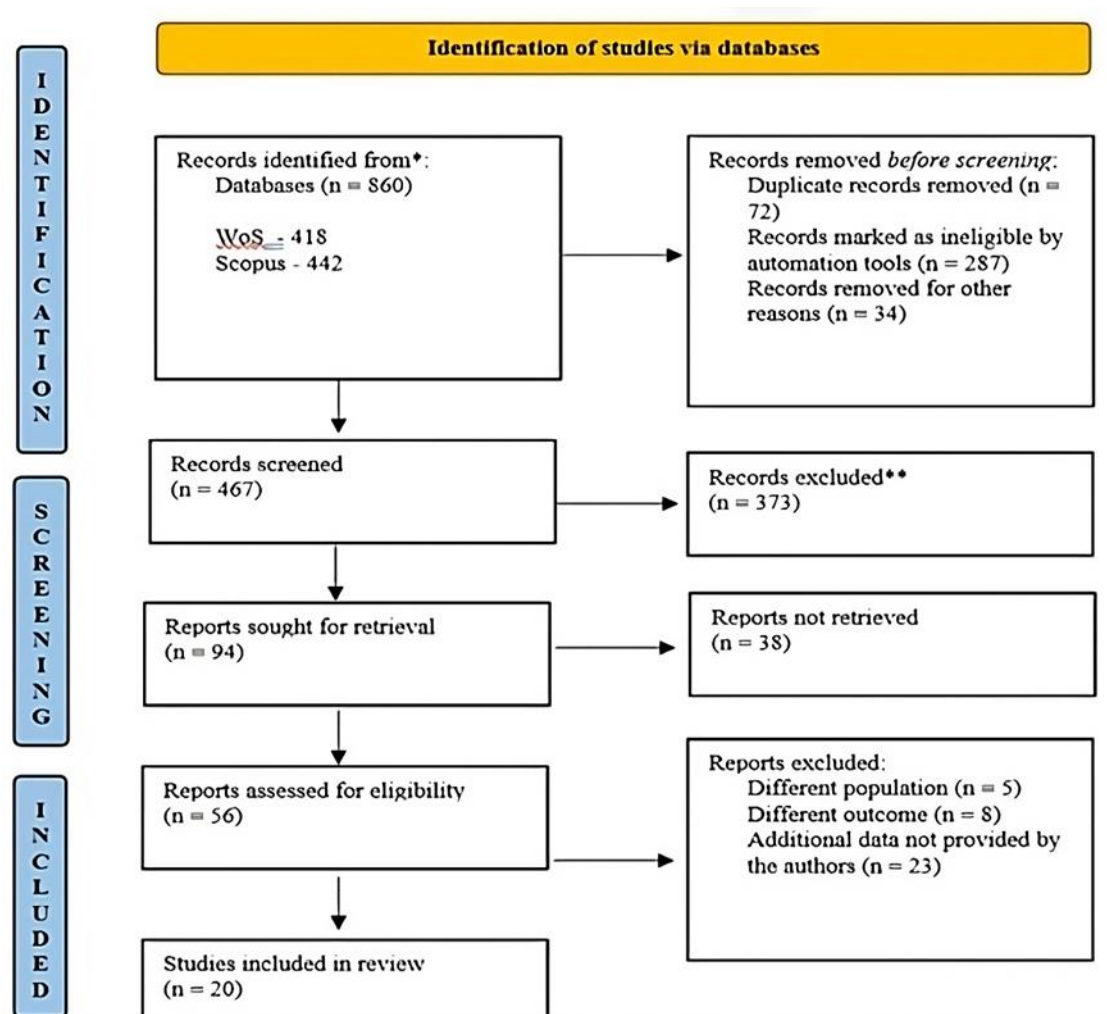 Identification of studies via databases
IDENTIFICATION
Records identified from*:
Databases (n = 860)
WoS - 418
Scopus - 442
Records removed before screening:
Duplicate records removed (n =
72)
Records marked as ineligible by
automation tools (n = 287)
Records removed for other
reasons (n = 34)
SCREENING
Records screened
(n = 467)
Records excluded**
(n = 373)
Reports sought for retrieval
(n = 94)
Reports not retrieved
(n = 38)
Reports assessed for eligibility
(n = 56)
Reports excluded:
Different population (n = 5)
Different outcome (n = 8)
Additional data not provided by
the authors (n = 23)
INCLUDED
Studies included in review
(n = 20)